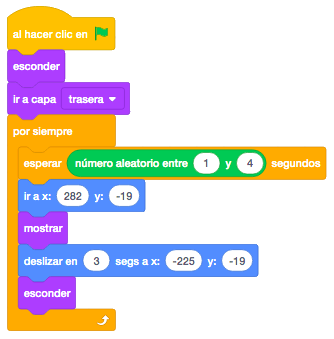 al hacer clic en
esconder
ir a capa trasera
por siempre
esperar número aleatorio entre 1 y 4 segundos
ir a x: 282 y: -19
mostrar
deslizar en 3 segs a x: -225 y: -19
esconder